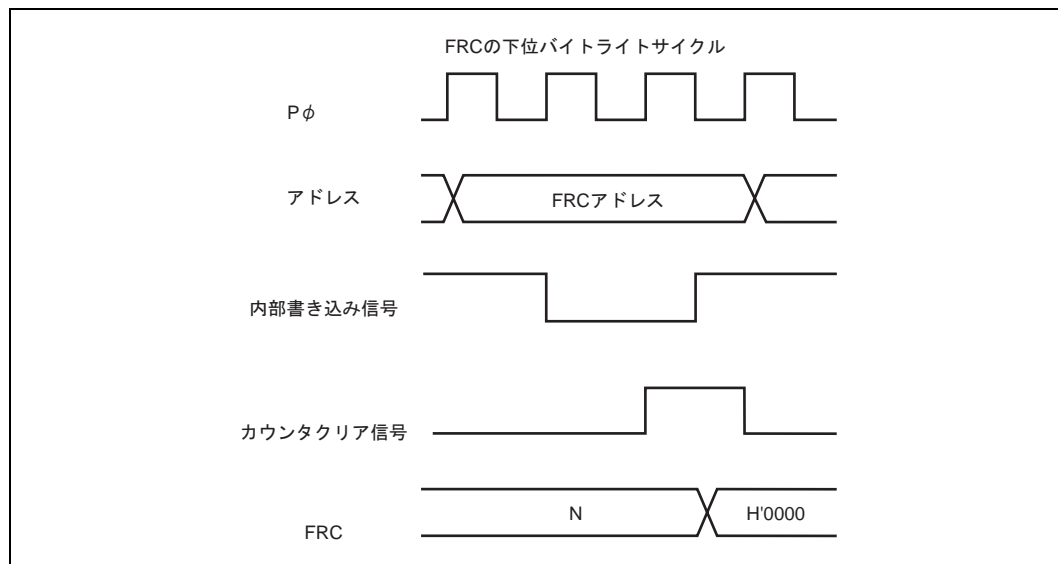 FRCの下位バイトライトサイクル
Pφ
アドレス
FRCアドレス
内部書き込み信号
カウンタクリア信号
FRC
N
H'0000